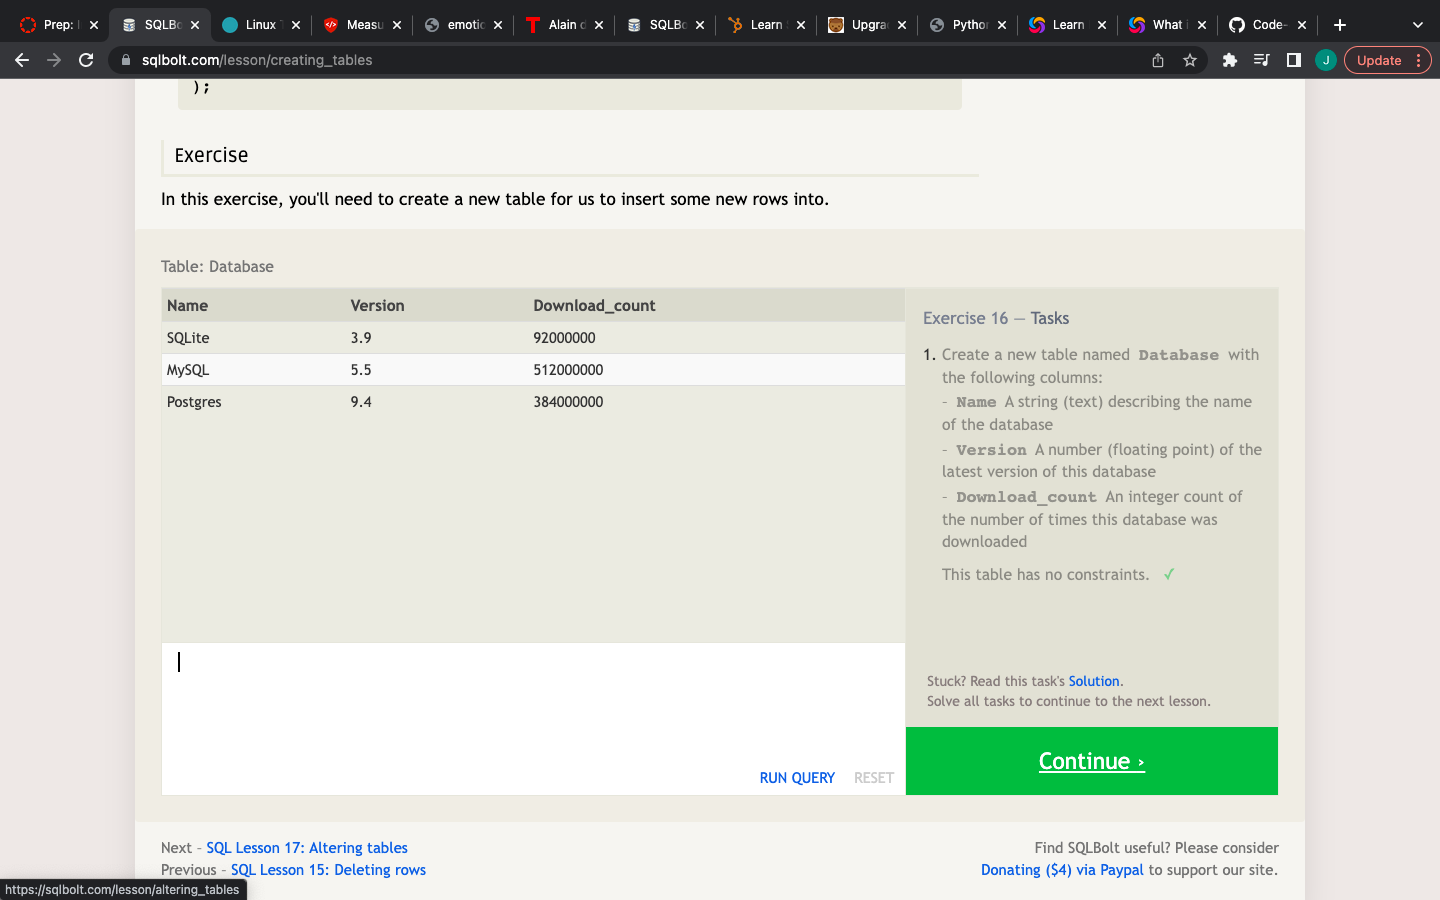 Prep:
SQLBo
Linux
Measu
emotio
Alain d
SQLBo
Learn
Upgra
Python
Learn
What
Code-
sqlbolt.com/lesson/creating_tables
J
Update
);
Exercise
In this exercise, you'll need to create a new table for us to insert some new rows into.
Table: Database
Name Version Download_count
SQLite 3.9 92000000
MySQL 5.5 512000000
Postgres 9.4 384000000
Exercise 16 — Tasks
1. Create a new table named Database with
the following columns:
- Name A string (text) describing the name
of the database
- Version A number (floating point) of the
latest version of this database
- Download_count An integer count of
the number of times this database was
downloaded
This table has no constraints. ✓
Stuck? Read this task's Solution.
Solve all tasks to continue to the next lesson.
RUN QUERY RESET
Continue ›
Next – SQL Lesson 17: Altering tables
Previous – SQL Lesson 15: Deleting rows
Find SQLBolt useful? Please consider
Donating ($4) via Paypal to support our site.
https://sqlbolt.com/lesson/altering_tables